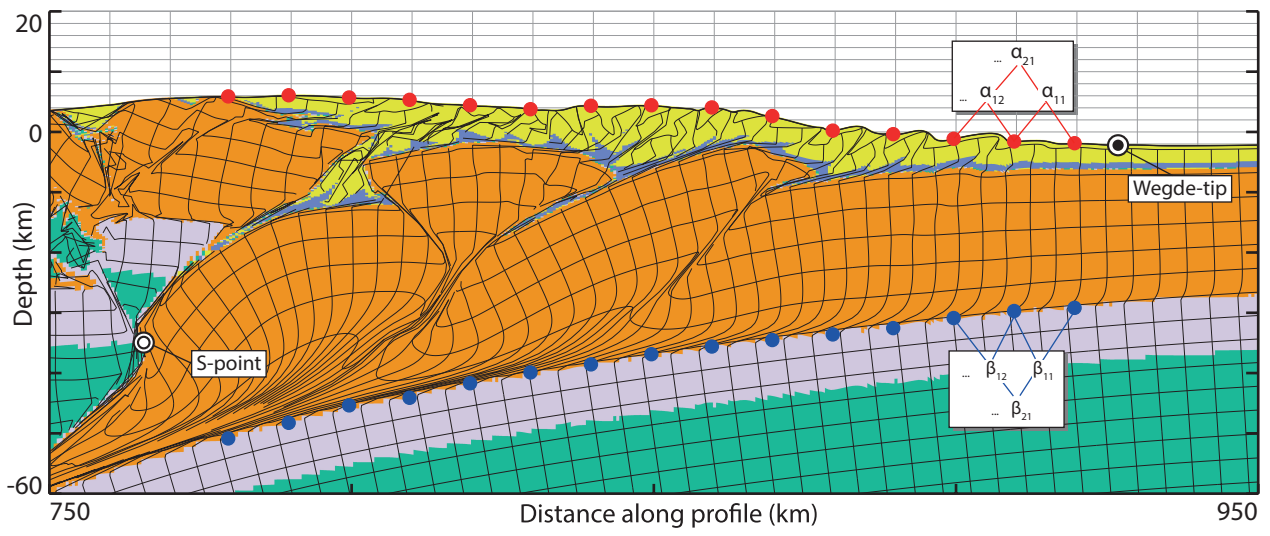 20
0
-60
Depth (km)
750
Distance along profile (km)
950
... α21
... α12 α11
Wegde-tip
S-point
... β12 β11
... β21